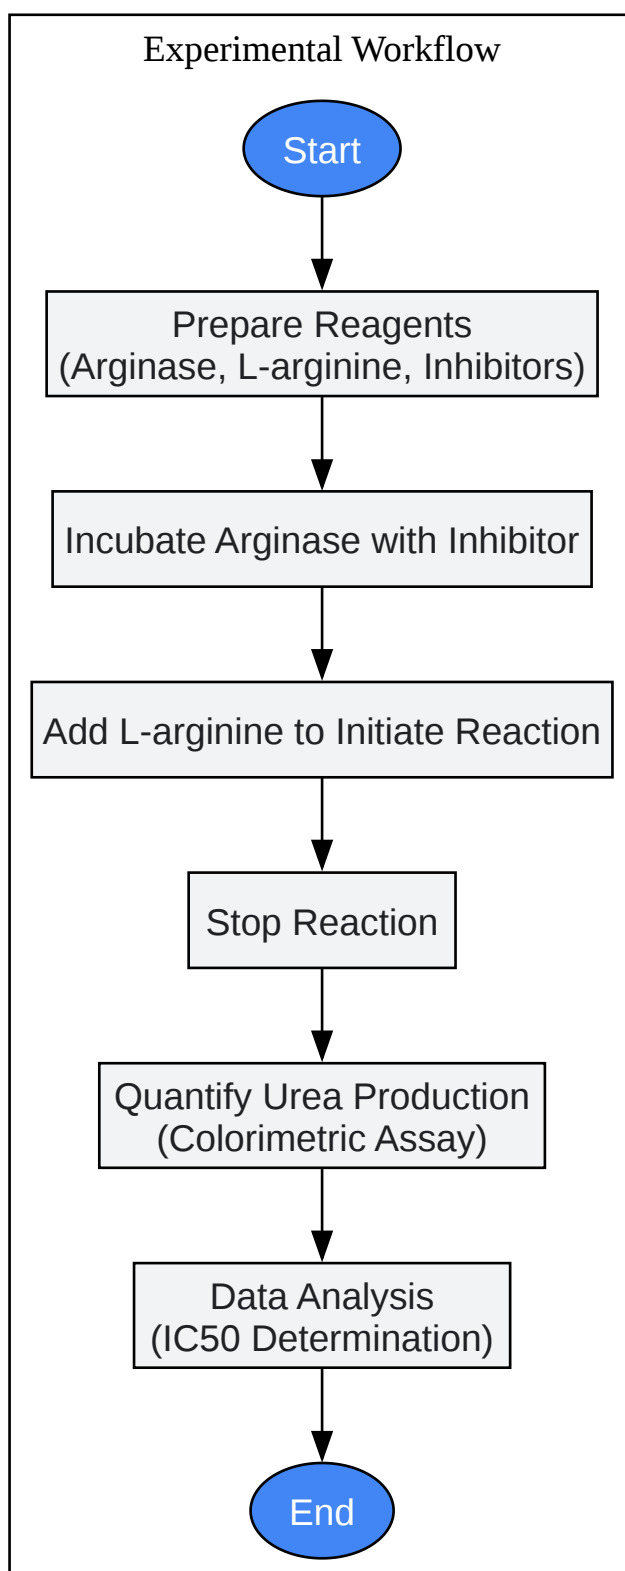 Experimental Workflow
Start
Prepare Reagents
(Arginase, L-arginine, Inhibitors)
Incubate Arginase with Inhibitor
Add L-arginine to Initiate Reaction
Stop Reaction
Quantify Urea Production
(Colorimetric Assay)
Data Analysis
(IC50 Determination)
End